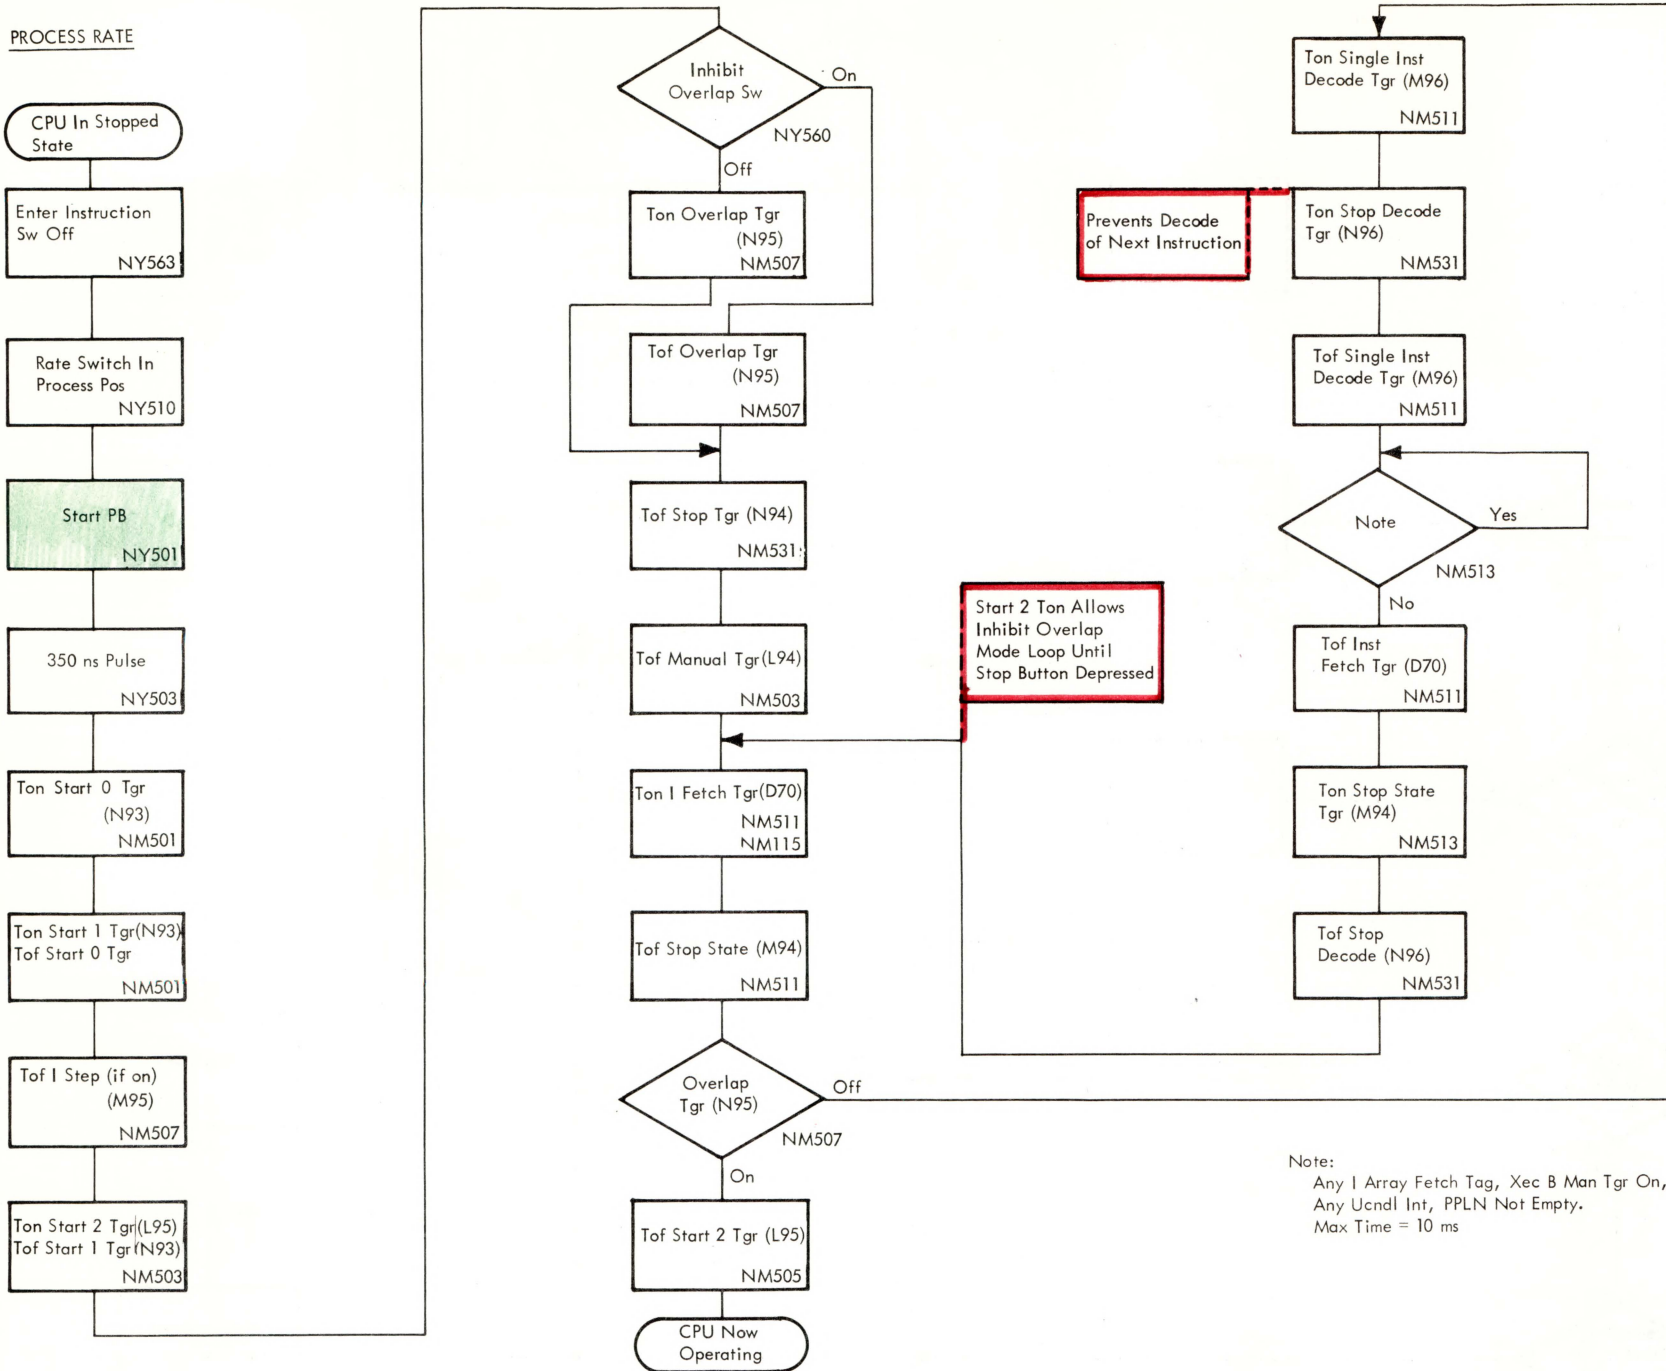 PROCESS RATE
CPU In Stopped
State
Enter Instruction
Sw Off
NY563
Rate Switch In
Process Pos
NY510
Start PB
NY501
350 ns Pulse
NY503
Ton Start 0 Tgr
(N93)
NM501
Ton Start 1 Tgr(N93)
Tof Start 0 Tgr
NM501
Tof I Step (if on)
(M95)
NM507
Ton Start 2 Tgr(L95)
Tof Start 1 Tgr(N93)
NM503
Inhibit
Overlap Sw
On
NY560
Off
Ton Overlap Tgr
(N95)
NM507
Tof Overlap Tgr
(N95)
NM507
Tof Stop Tgr (N94)
NM531
Tof Manual Tgr(L94)
NM503
Start 2 Ton Allows
Inhibit Overlap
Mode Loop Until
Stop Button Depressed
Ton I Fetch Tgr(D70)
NM511
NM115
Tof Stop State (M94)
NM511
Overlap
Tgr (N95)
Off
NM507
On
Tof Start 2 Tgr (L95)
NM505
CPU Now
Operating
Ton Single Inst
Decode Tgr (M96)
NM511
Prevents Decode
of Next Instruction
Ton Stop Decode
Tgr (N96)
NM531
Tof Single Inst
Decode Tgr (M96)
NM511
Note
Yes
NM513
No
Tof Inst
Fetch Tgr (D70)
NM511
Ton Stop State
Tgr (M94)
NM513
Tof Stop
Decode (N96)
NM531
Note:
Any I Array Fetch Tag, Xec B Man Tgr On,
Any Ucndl Int, PPLN Not Empty.
Max Time = 10 ms